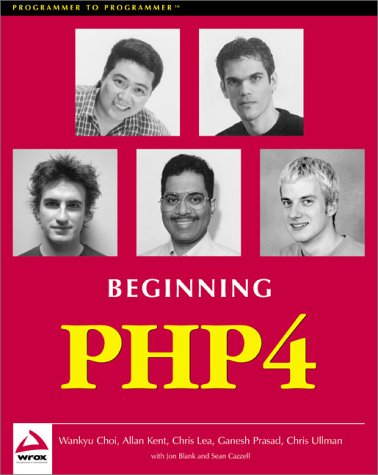 PROGRAMMER TO PROGRAMMER™
BEGINNING
PHP4
Wankyu Choi, Allan Kent, Chris Lea, Ganesh Prasad, Chris Ullman
with Jon Blank and Sean Cazzell
wrox